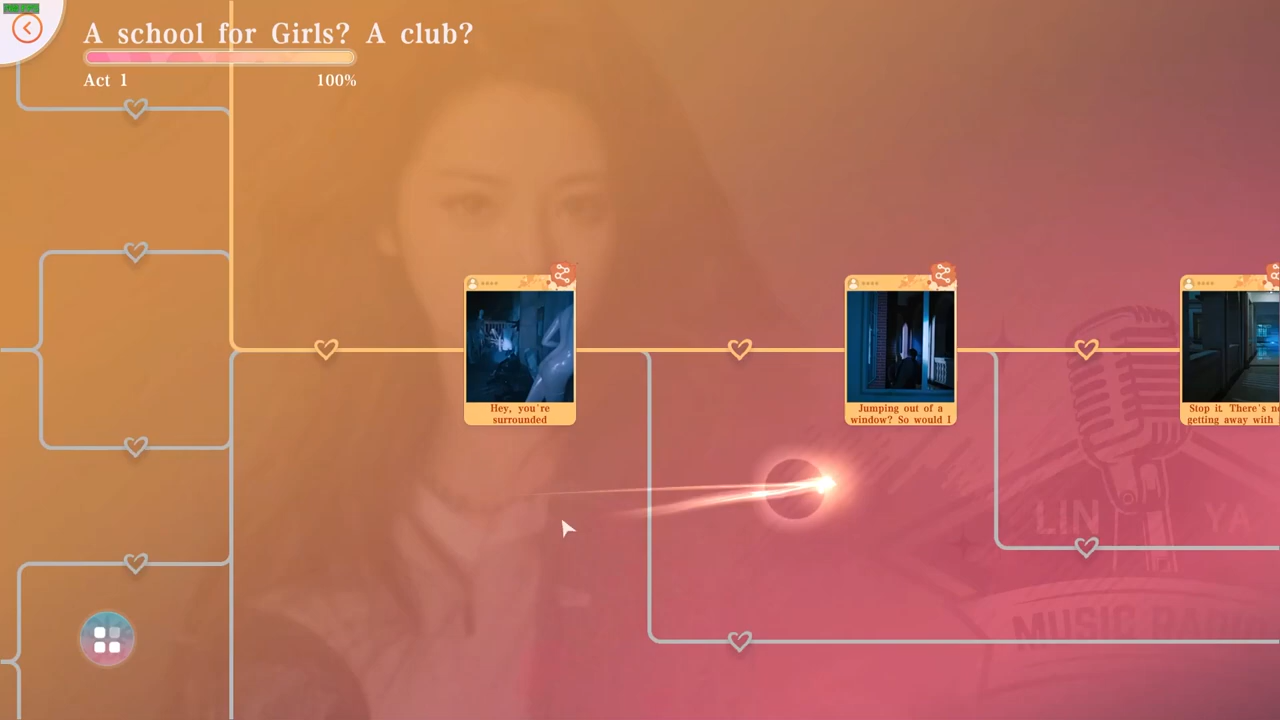 A school for Girls? A club?
Act 1
100%
Hey, you're
surrounded
Jumping out of a
window? So would I
Stop it. There's
getting away with
LIN YA
MUSIC RADIO